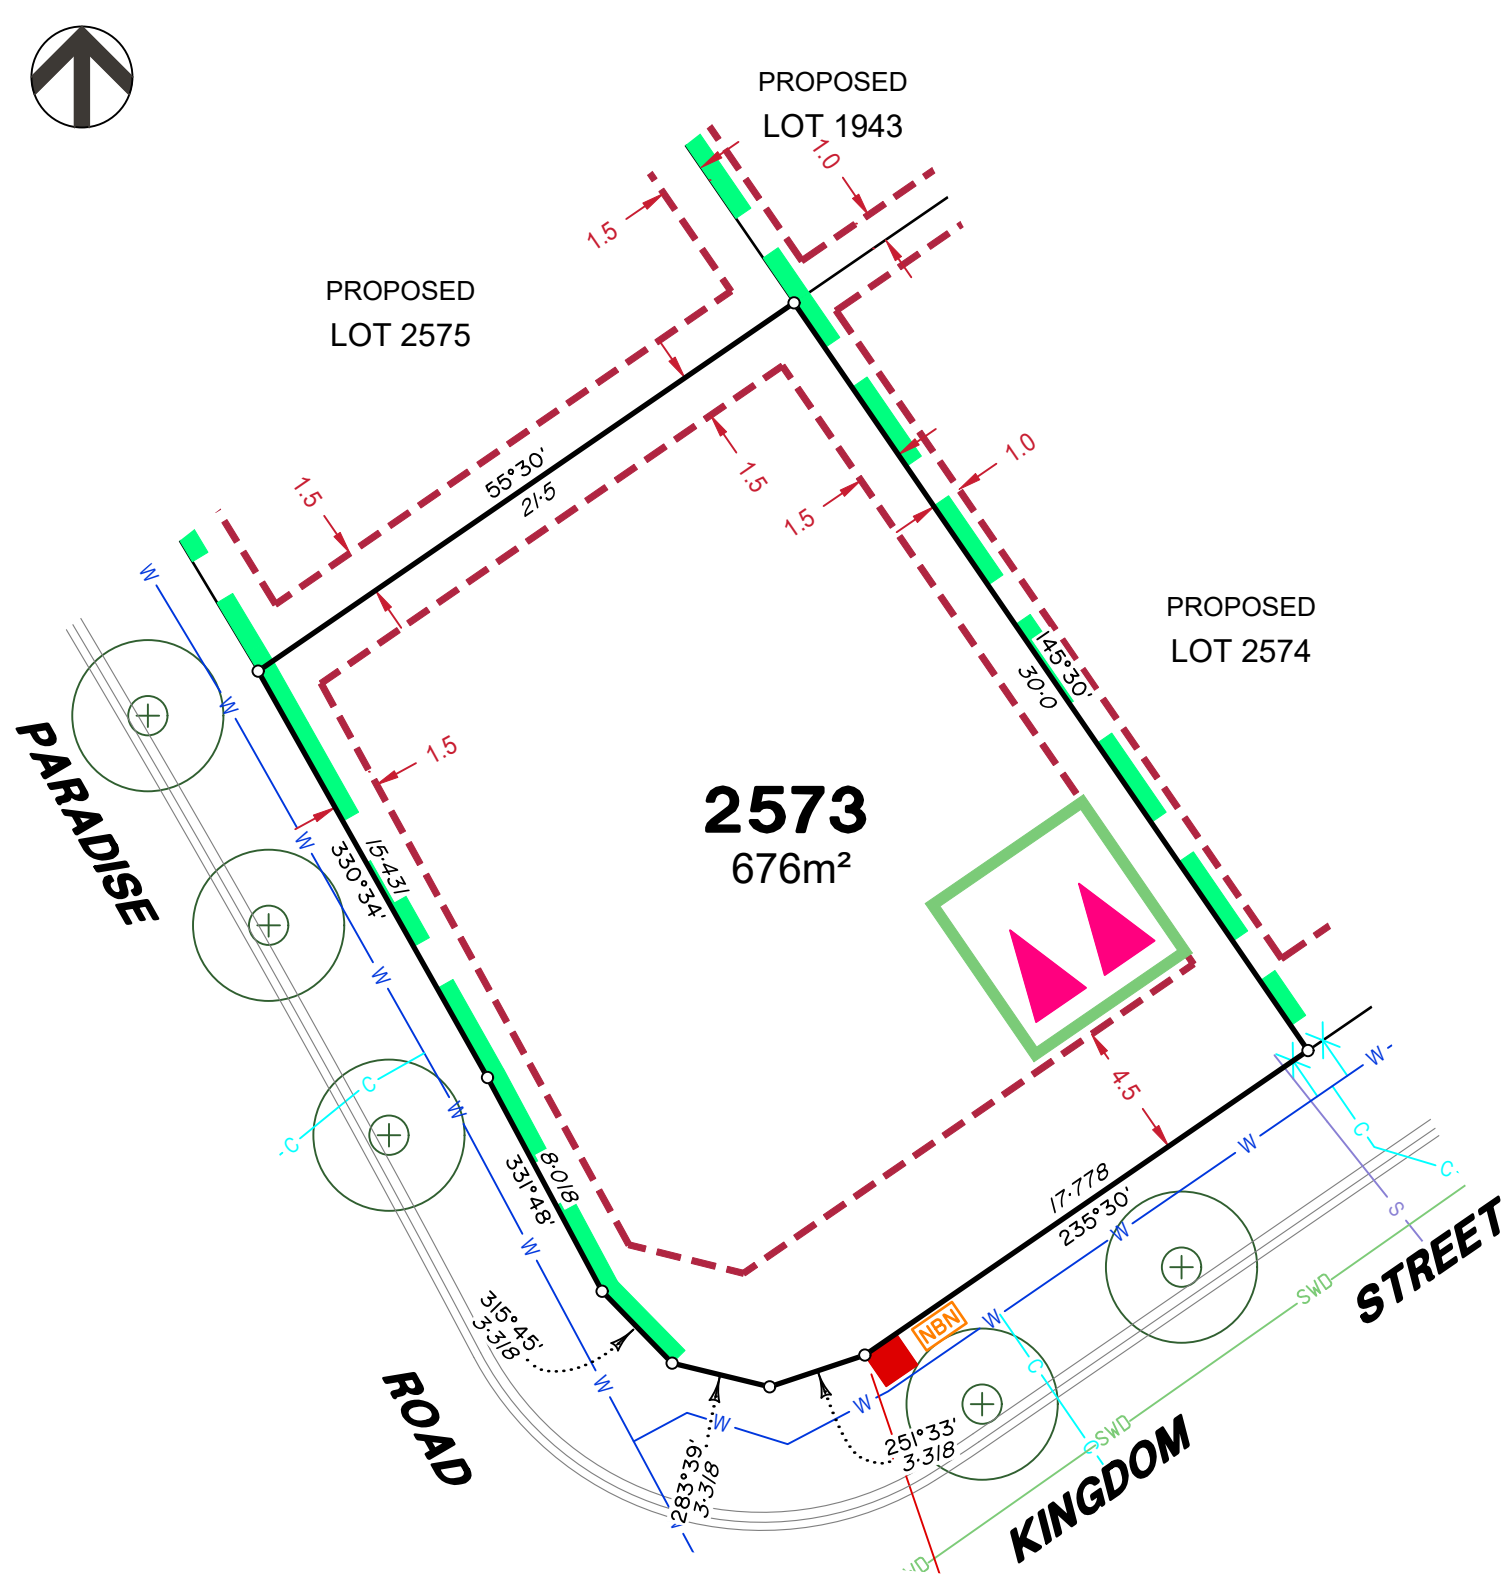 PROPOSED
LOT 1943
1.0
1.5
PROPOSED
LOT 2575
55°30'
21·5
1.5
1.5
1.5
1.0
W
PROPOSED
LOT 2574
145°30'
30·0
W
PARADISE
1.5
2573
676m²
W
15·431
330°34'
W
C
C
W
4.5
W
C
C
W
8·018
331°48'
17·778
235°30'
W
S
STREET
W
SWD
315°45'
3·318
NBN
W
C
W
ROAD
W
W
251°33'
3·318
SWD
C
KINGDOM
283°39'
3·318
W
WD